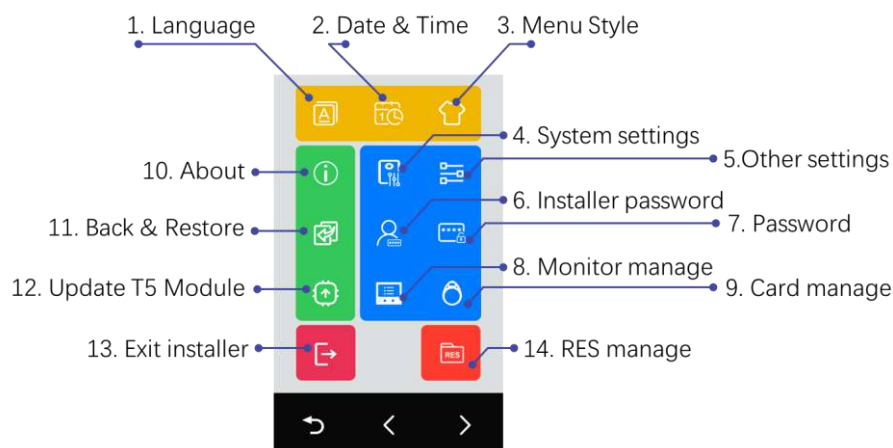 1. Language
2. Date & Time
3. Menu Style
4. System settings
5.Other settings
10. About
6. Installer password
11. Back & Restore
7. Password
8. Monitor manage
12. Update T5 Module
9. Card manage
13. Exit installer
14. RES manage
A
1
RES